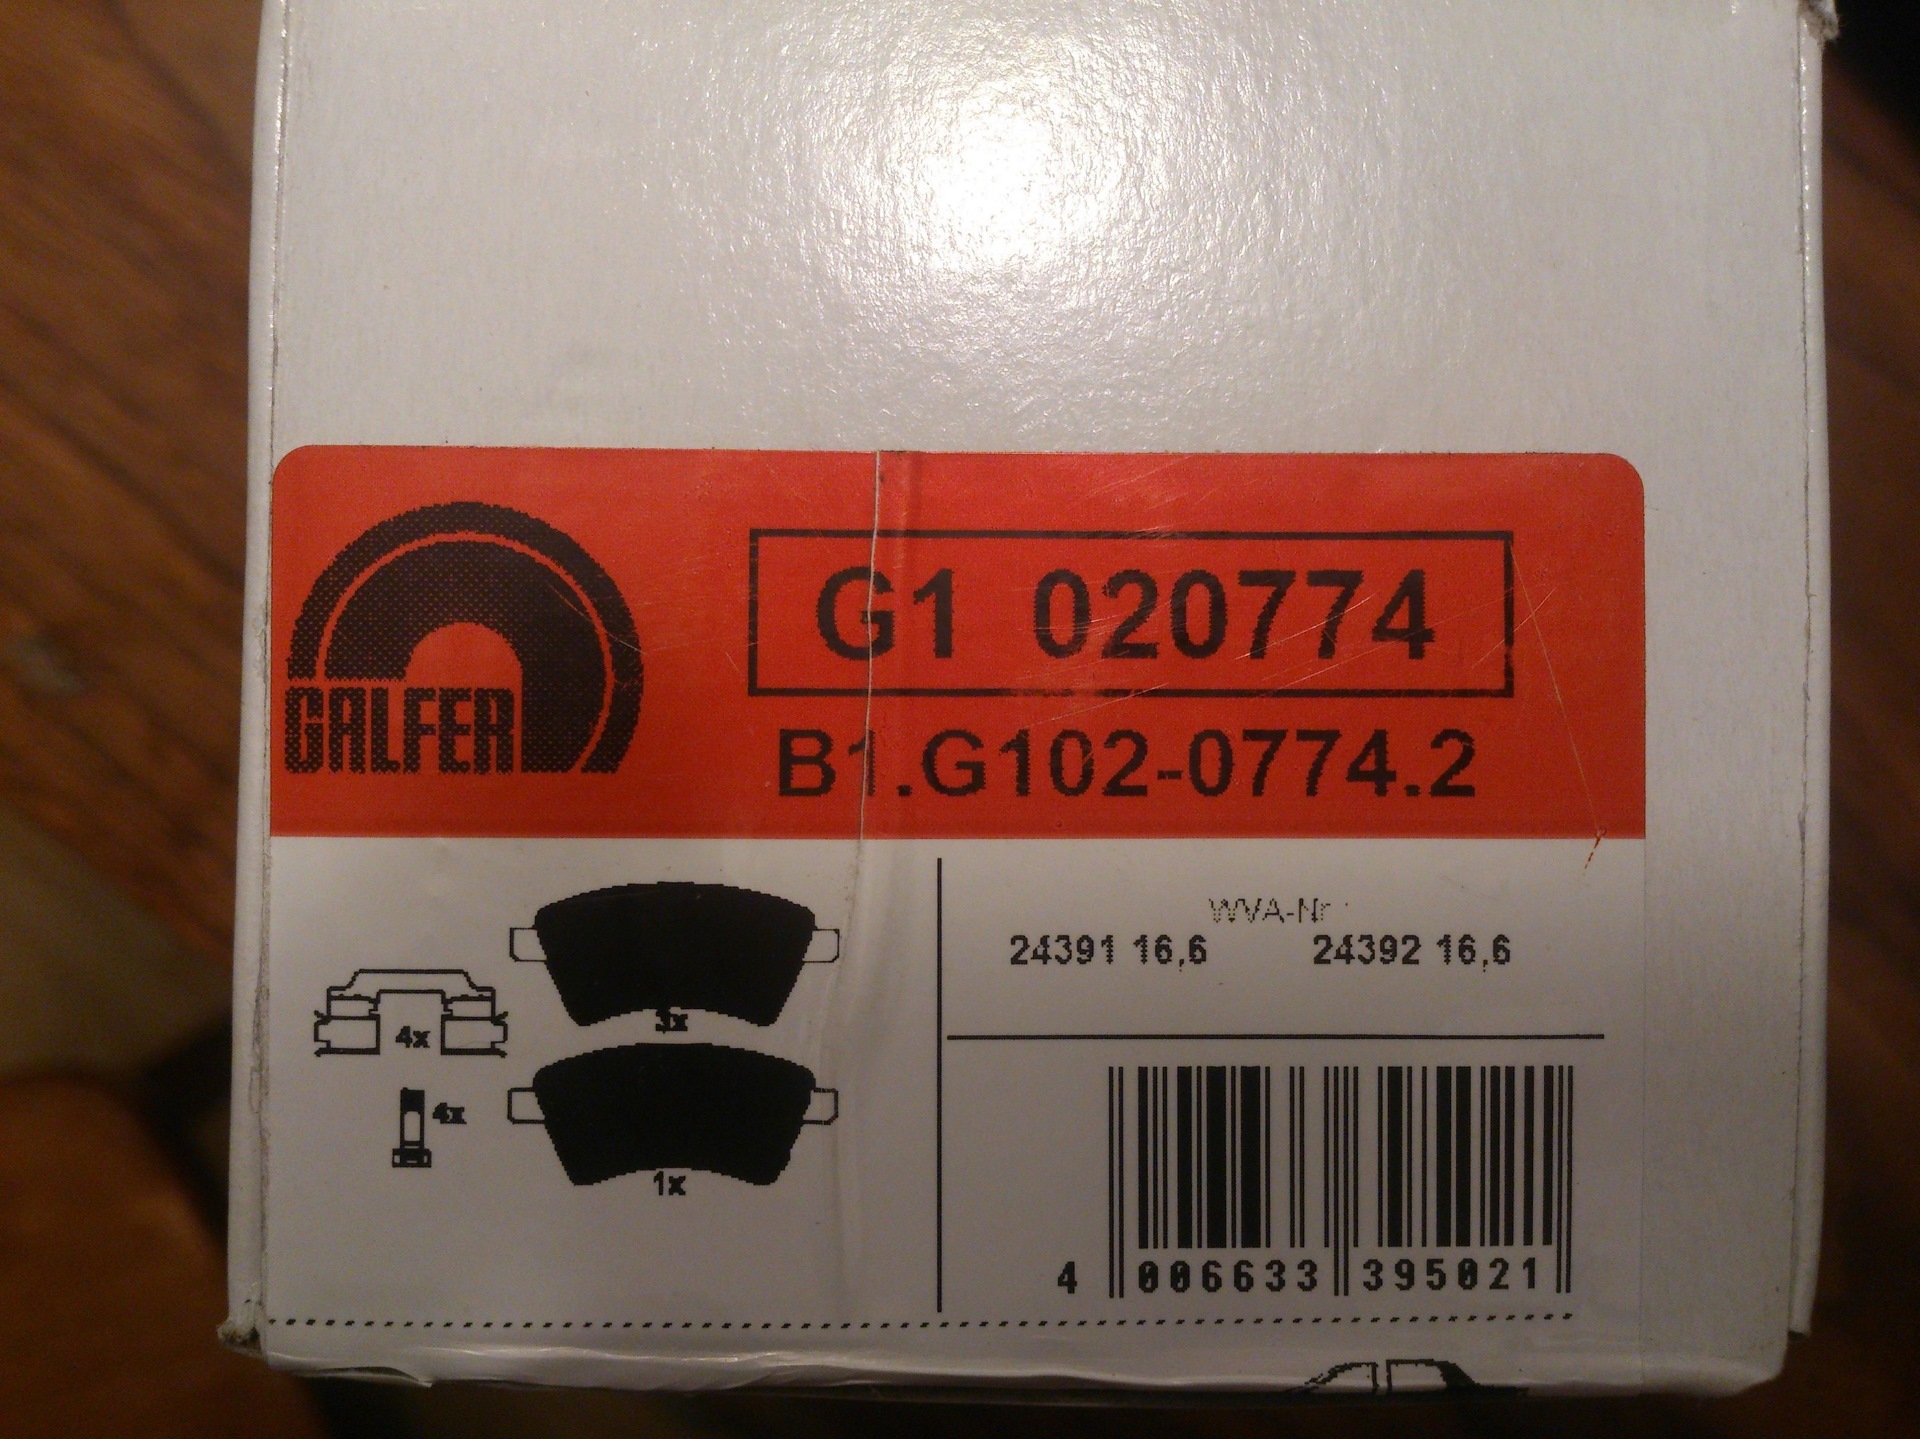 GALFER
G1 020774
B1.G102-0774.2
4x
4x
3x
1x
WVA-Nr
24391 16,6 24392 16,6
4 006633 395021